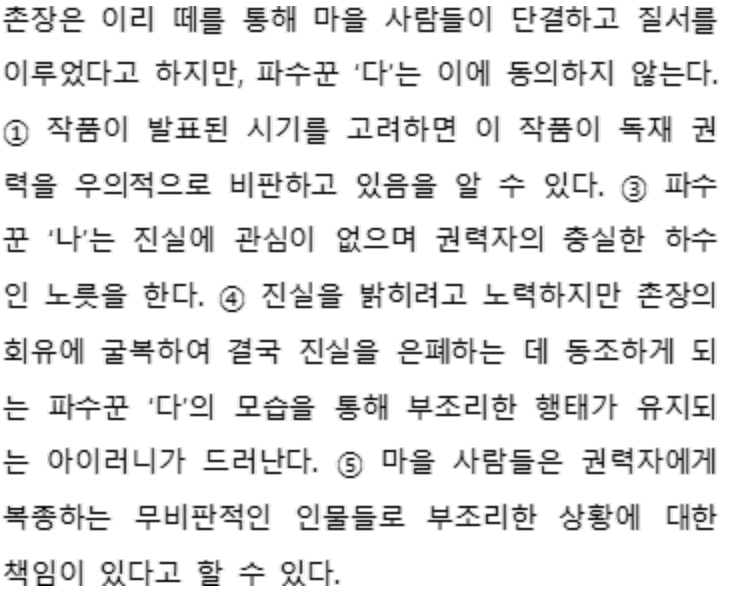 촌장은 이리 떼를 통해 마을 사람들이 단결하고 질서를
이루었다고 하지만, 파수꾼 ‘다’는 이에 동의하지 않는다.
① 작품이 발표된 시기를 고려하면 이 작품이 독재 권
력을 우의적으로 비판하고 있음을 알 수 있다. ③ 파수
꾼 ‘나’는 진실에 관심이 없으며 권력자의 충실한 하수
인 노릇을 한다. ④ 진실을 밝히려고 노력하지만 촌장의
회유에 굴복하여 결국 진실을 은폐하는 데 동조하게 되
는 파수꾼 ‘다’의 모습을 통해 부조리한 행태가 유지되
는 아이러니가 드러난다. ⑤ 마을 사람들은 권력자에게
복종하는 무비판적인 인물들로 부조리한 상황에 대한
책임이 있다고 할 수 있다.